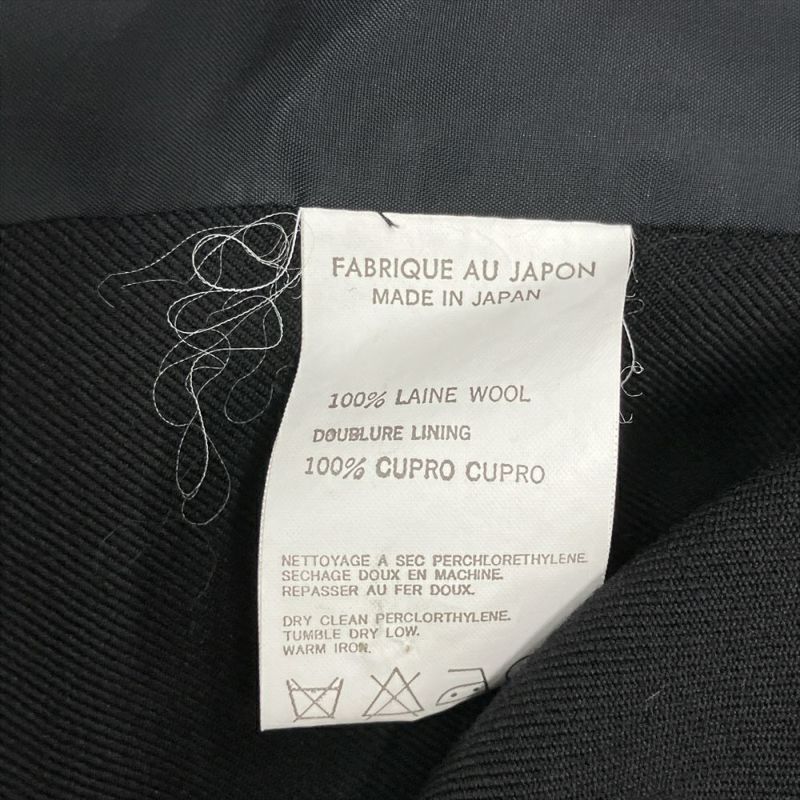 FABRIQUE AU JAPON
MADE IN JAPAN
100% LAINE WOOL
DOUBLURE LINING
100% CUPRO CUPRO
NETTOYAGE A SEC PERCHLORETHYLENE.
SECHAGE DOUX EN MACHINE.
REPASSER AU FER DOUX.
DRY CLEAN PERCLORTHYLENE.
TUMBLE DRY LOW.
WARM IRON.